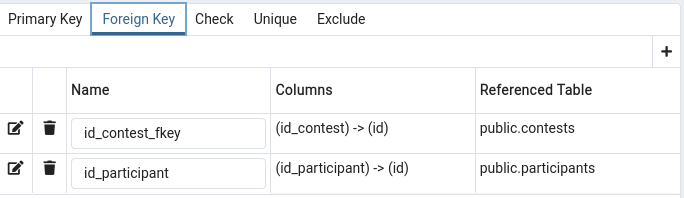 Primary Key Foreign Key Check Unique Exclude
+
Name Columns Referenced Table
id_contest_fkey (id_contest) -> (id) public.contests
id_participant (id_participant) -> (id) public.participants